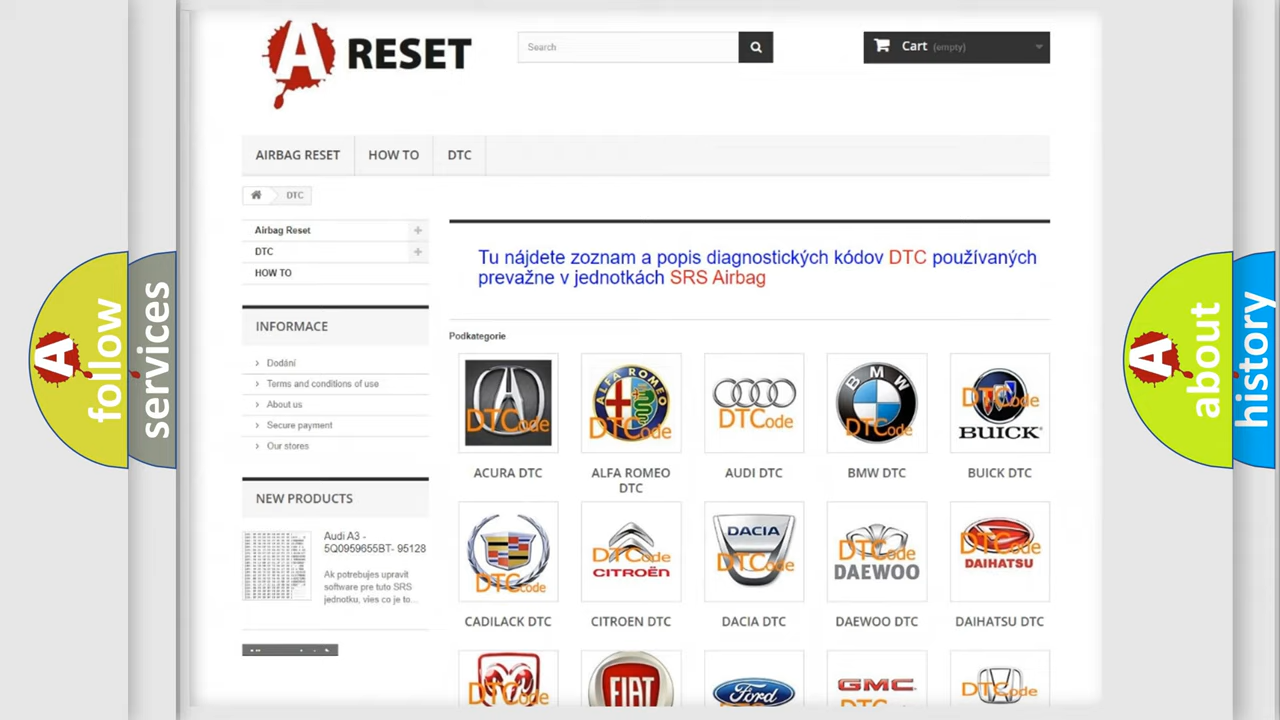 A RESET
Search
Cart (empty)
AIRBAG RESET
HOW TO
DTC
DTC
Airbag Reset
DTC
HOW TO
Tu nájdete zoznam a popis diagnostických kódov DTC používaných
prevažne v jednotkách SRS Airbag
INFORMACE
Dodání
Terms and conditions of use
About us
Secure payment
Our stores
NEW PRODUCTS
Audi A3 -
5Q0959655BT- 95128
Ak potrebujes upravit
software pre tuto SRS
jednotku, vies co je to...
Podkategorie
DTCode
ALFA ROMEO
DTCode
DTCode
BMW
DTCode
DTCode
BUICK
ACURA DTC
ALFA ROMEO
DTC
AUDI DTC
BMW DTC
BUICK DTC
DTCode
DTCode
CITROËN
DACIA
DTCode
DTCode
DAEWOO
DTCode
DAIHATSU
CADILACK DTC
CITROEN DTC
DACIA DTC
DAEWOO DTC
DAIHATSU DTC
DTCode
FIAT
Ford
GMC
DTCode
A follow
services
A about
history